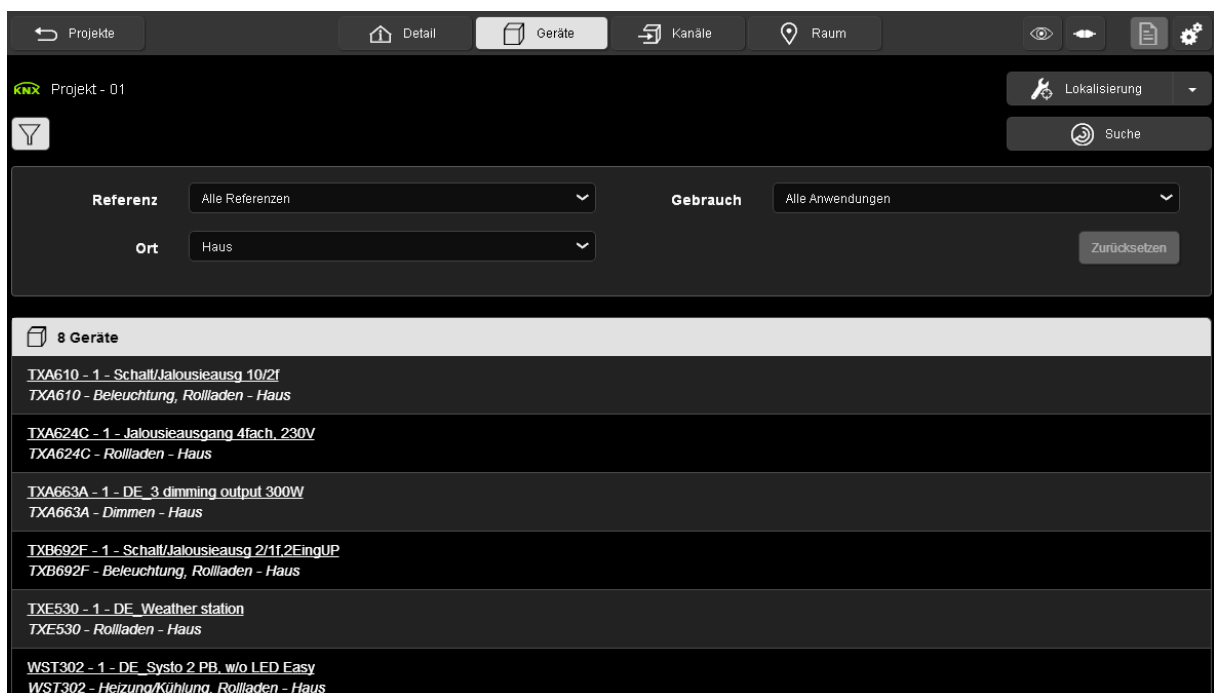 Projekte
Detail
Geräte
Kanäle
Raum
KNX Projekt - 01
Lokalisierung
Suche
Referenz
Alle Referenzen
Gebrauch
Alle Anwendungen
Ort
Haus
Zurücksetzen
8 Geräte
TXA610 - 1 - Schalt/Jalousieausg 10/2f
TXA610 - Beleuchtung, Rollladen - Haus
TXA624C - 1 - Jalousieausgang 4fach, 230V
TXA624C - Rollladen - Haus
TXA663A - 1 - DE_3 dimming output 300W
TXA663A - Dimmen - Haus
TXB692F - 1 - Schalt/Jalousieausg 2/1f,2EingUP
TXB692F - Beleuchtung, Rollladen - Haus
TXE530 - 1 - DE_Weather station
TXE530 - Rollladen - Haus
WST302 - 1 - DE_Systo 2 PB, w/o LED Easy
WST302 - Heizung/Kühlung, Rollladen - Haus